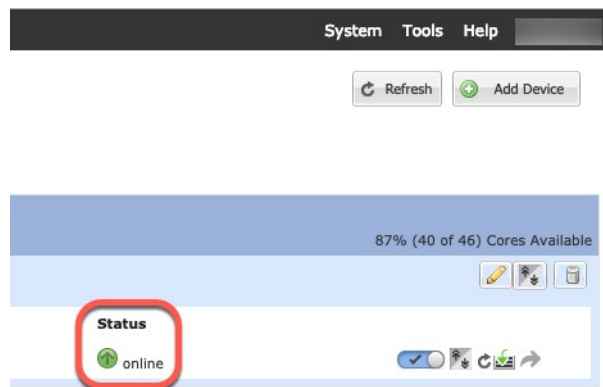 System Tools Help
Refresh Add Device
87% (40 of 46) Cores Available
Status
online